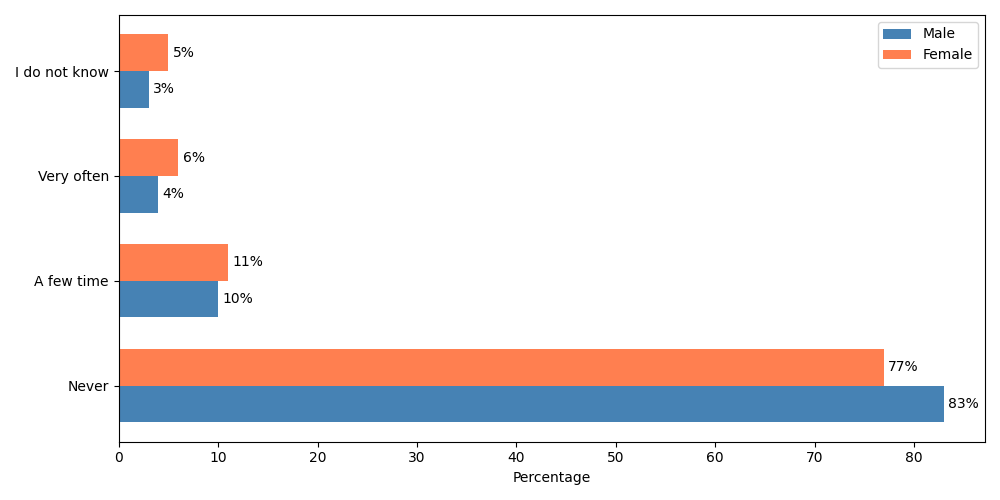 Male
Female
I do not know
5%
3%
Very often
6%
4%
A few time
11%
10%
Never
77%
83%
0 10 20 30 40 50 60 70 80
Percentage